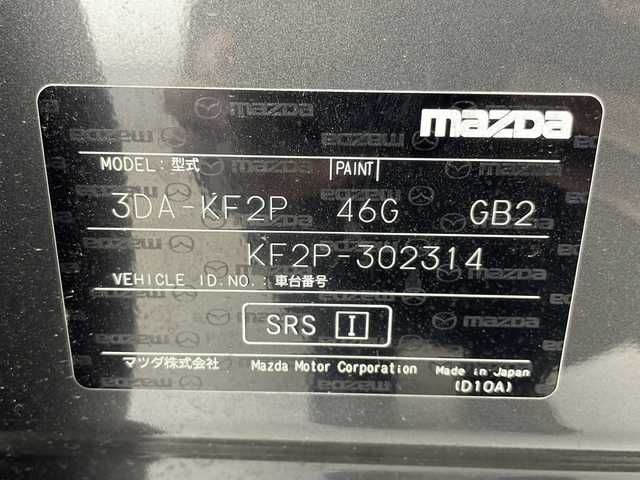 mazda
MODEL: 型式 PAINT
3DA-KF2P 46G GB2
KF2P-302314
VEHICLE ID.NO.: 車台番号
SRS I
マツダ株式会社 Mazda Motor Corporation Made in Japan
(D10A)